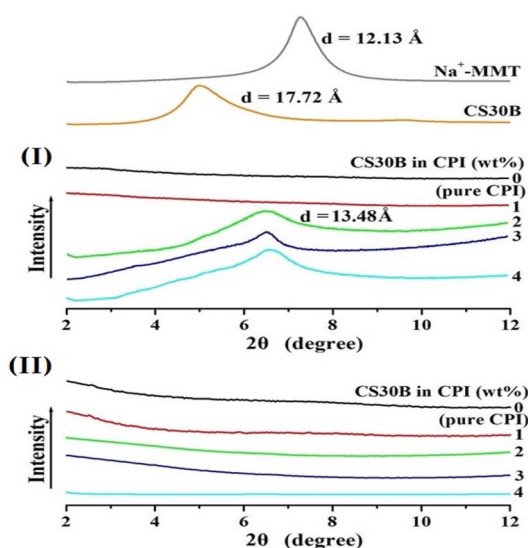 d = 12.13 Å
Na⁺-MMT
d = 17.72 Å
CS30B
(I)
CS30B in CPI (wt%)
0
(pure CPI)
1
d = 13.48Å
2
3
4
Intensity
2 4 6 8 10 12
2θ (degree)
(II)
CS30B in CPI (wt%)
0
(pure CPI)
1
2
3
4
Intensity
2 4 6 8 10 12
2θ (degree)